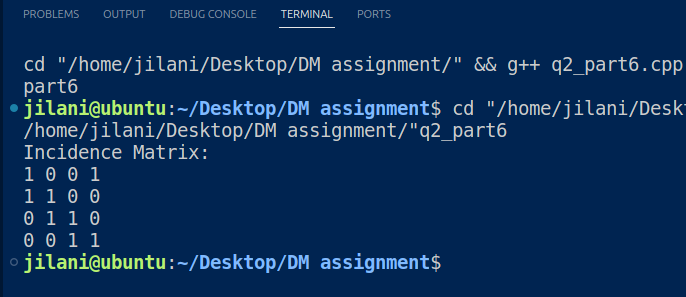 PROBLEMS OUTPUT DEBUG CONSOLE TERMINAL PORTS
cd "/home/jilani/Desktop/DM assignment/" && g++ q2_part6.cpp
part6
jilani@ubuntu:~/Desktop/DM assignment$ cd "/home/jilani/Desk
/home/jilani/Desktop/DM assignment/"q2_part6
Incidence Matrix:
1 0 0 1
1 1 0 0
0 1 1 0
0 0 1 1
jilani@ubuntu:~/Desktop/DM assignment$